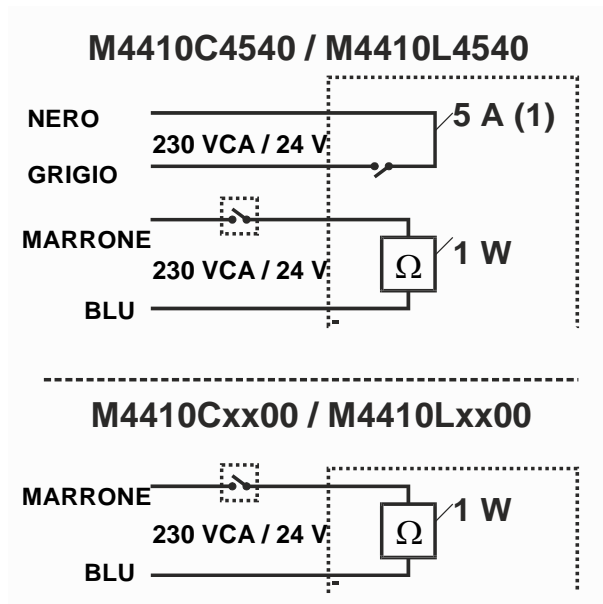 M4410C4540 / M4410L4540
NERO
5 A (1)
230 VCA / 24 V
GRIGIO
MARRONE
Ω
1 W
230 VCA / 24 V
BLU
M4410Cxx00 / M4410Lxx00
MARRONE
Ω
1 W
230 VCA / 24 V
BLU